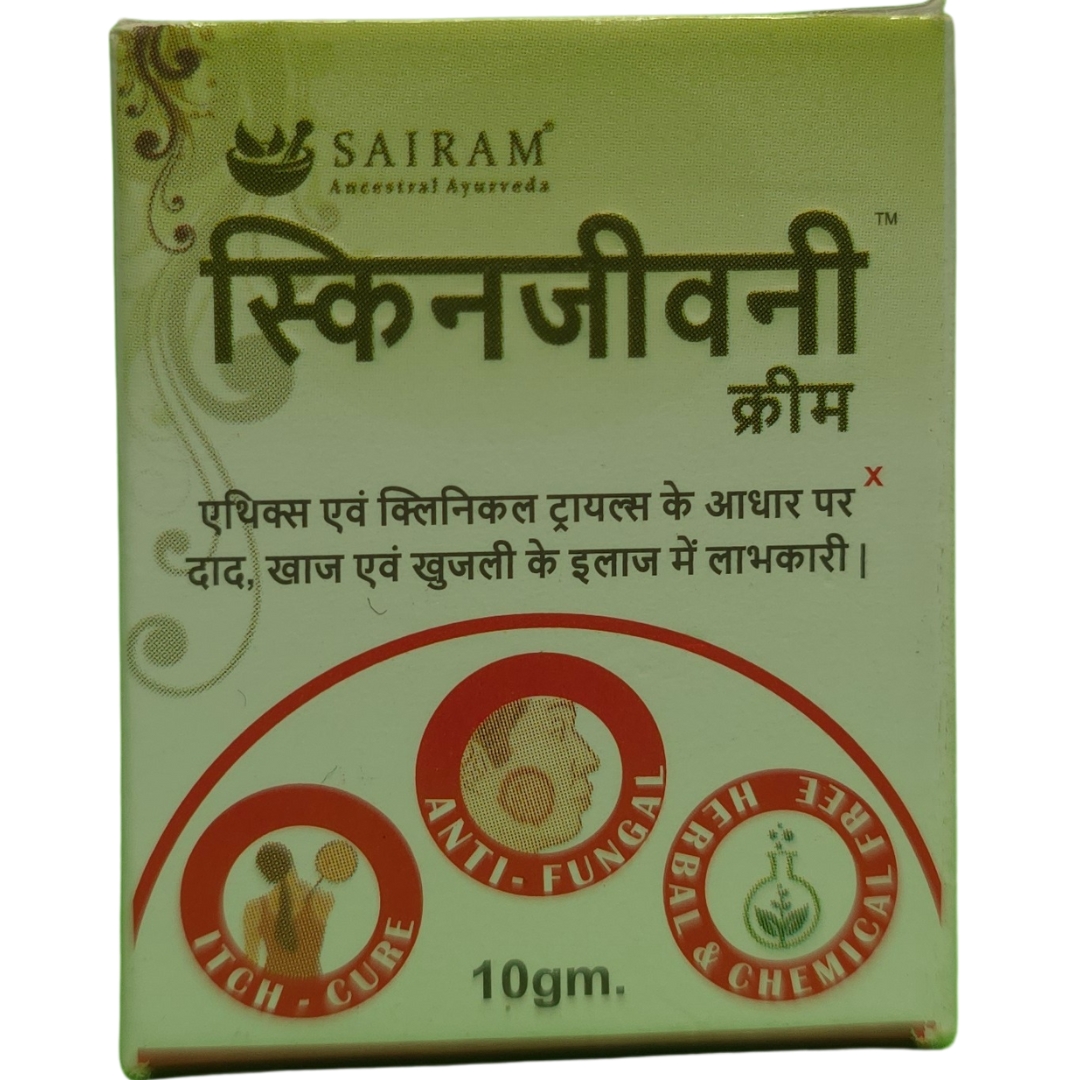 SAIRAM®
Ancestral Ayurveda
स्किनजीवनी™
क्रीम
एथिक्स एवं क्लिनिकल ट्रायल्स के आधार पर x
दाद, खाज एवं खुजली के इलाज में लाभकारी|
ANTI-FUNGAL
ITCH-CURE
HERBAL & CHEMICAL FREE
10gm.